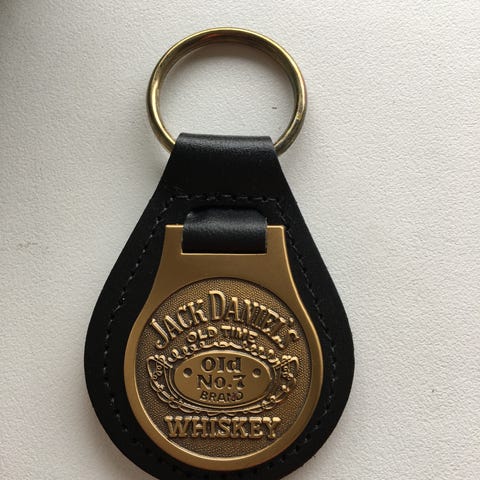 JACK DANIEL'S
OLD TIME
Old
No.7
BRAND
WHISKEY